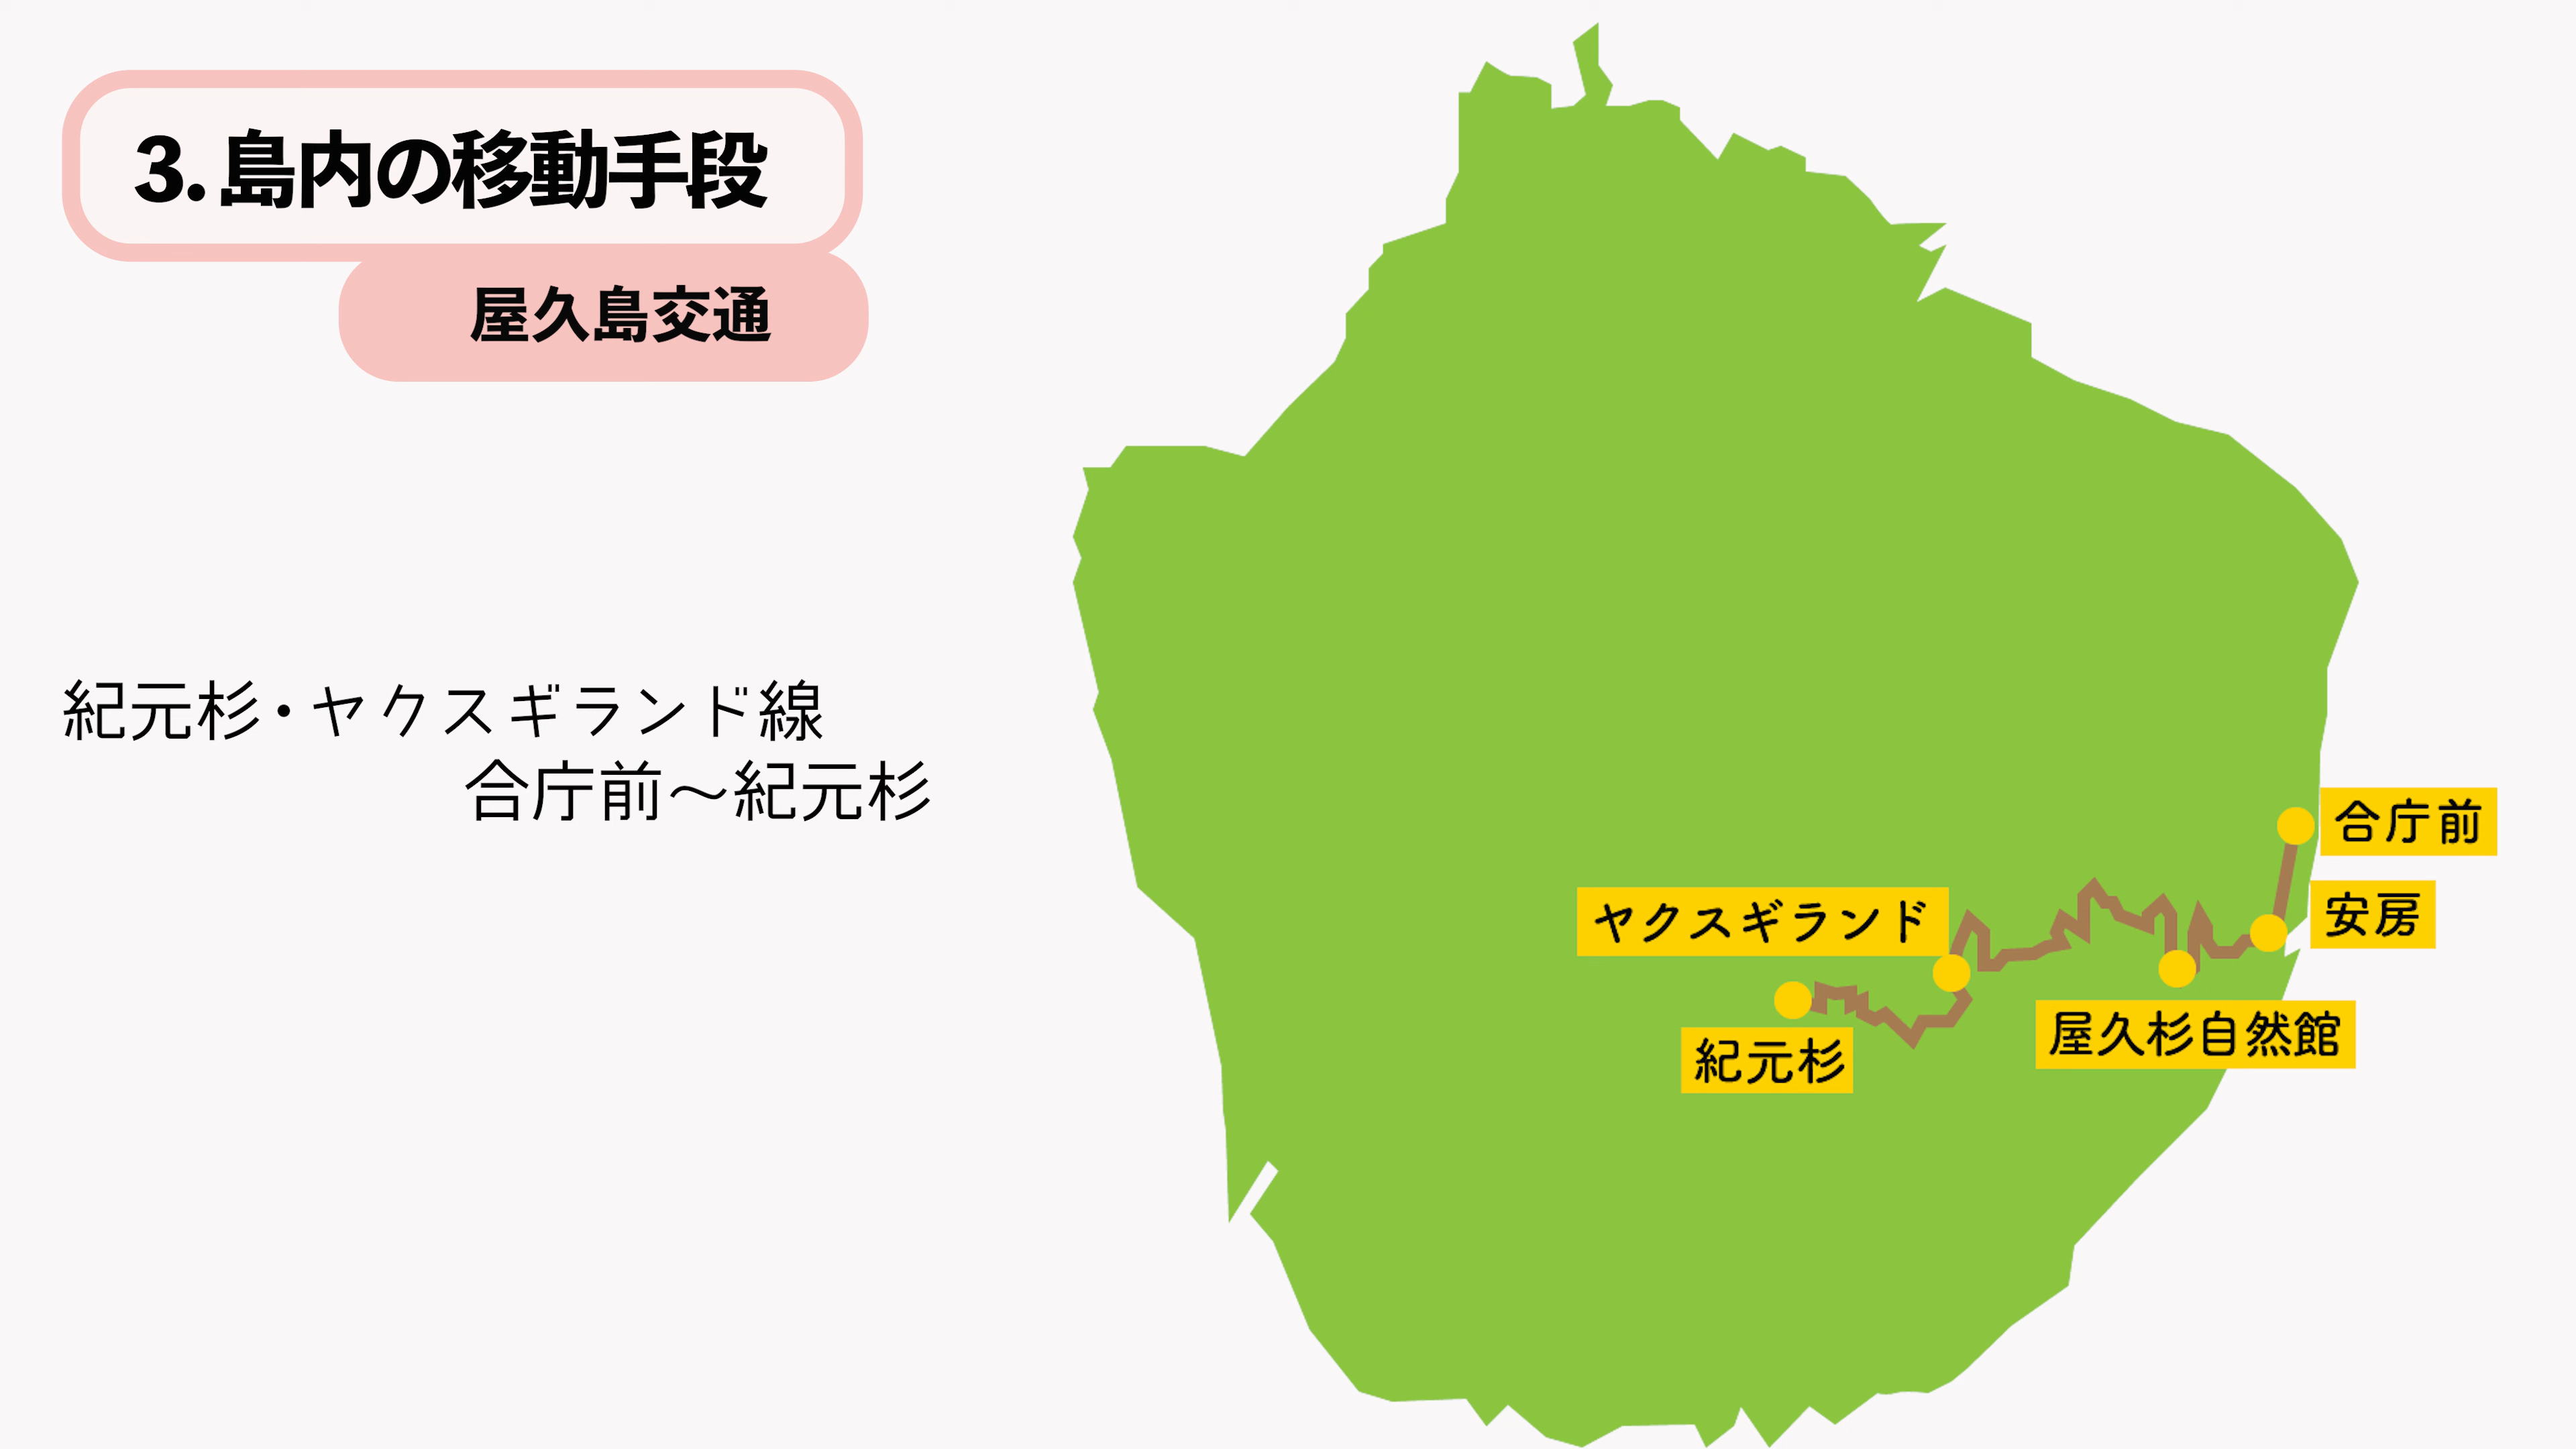 3. 島内の移動手段
屋久島交通
紀元杉・ヤクスギランド線
合庁前～紀元杉
合庁前
安房
ヤクスギランド
屋久杉自然館
紀元杉